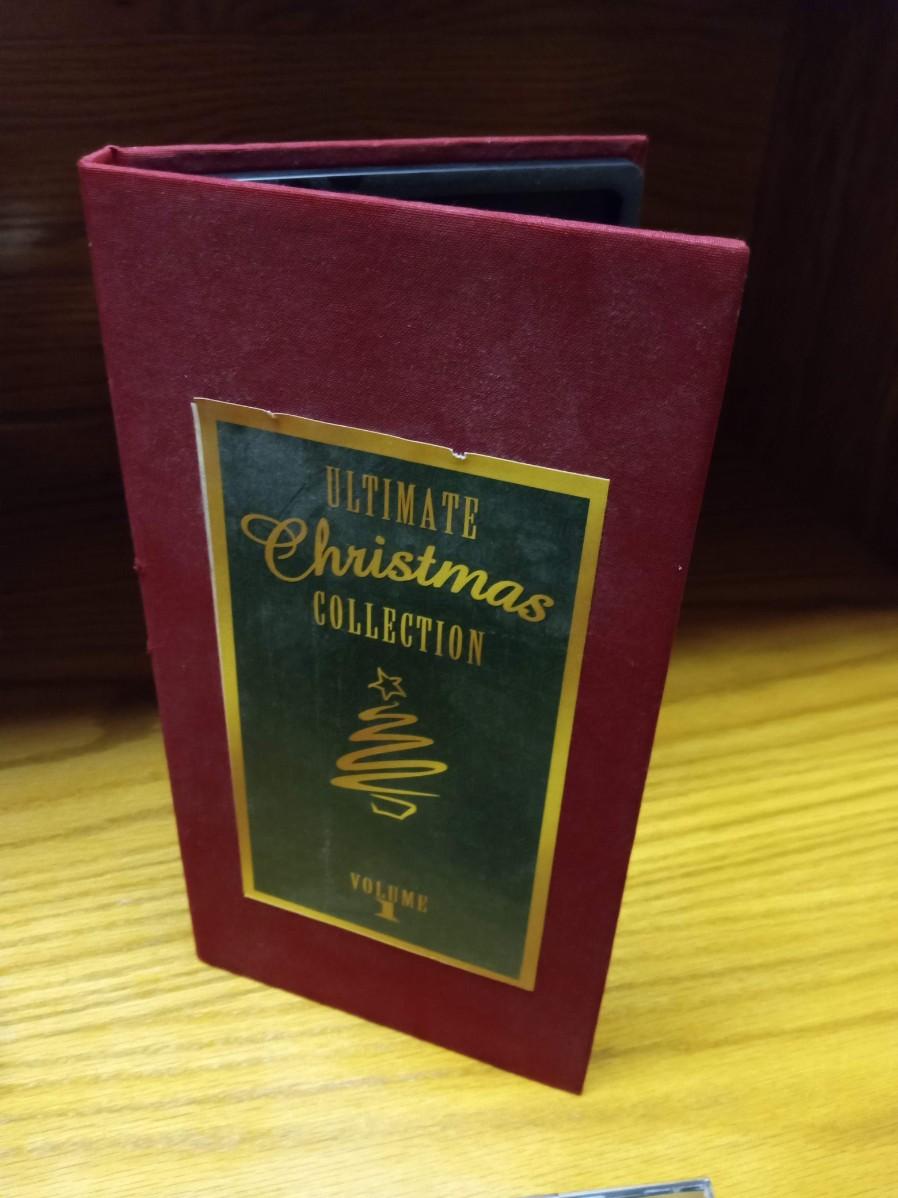 ULTIMATE
Christmas
COLLECTION
VOLUME
1